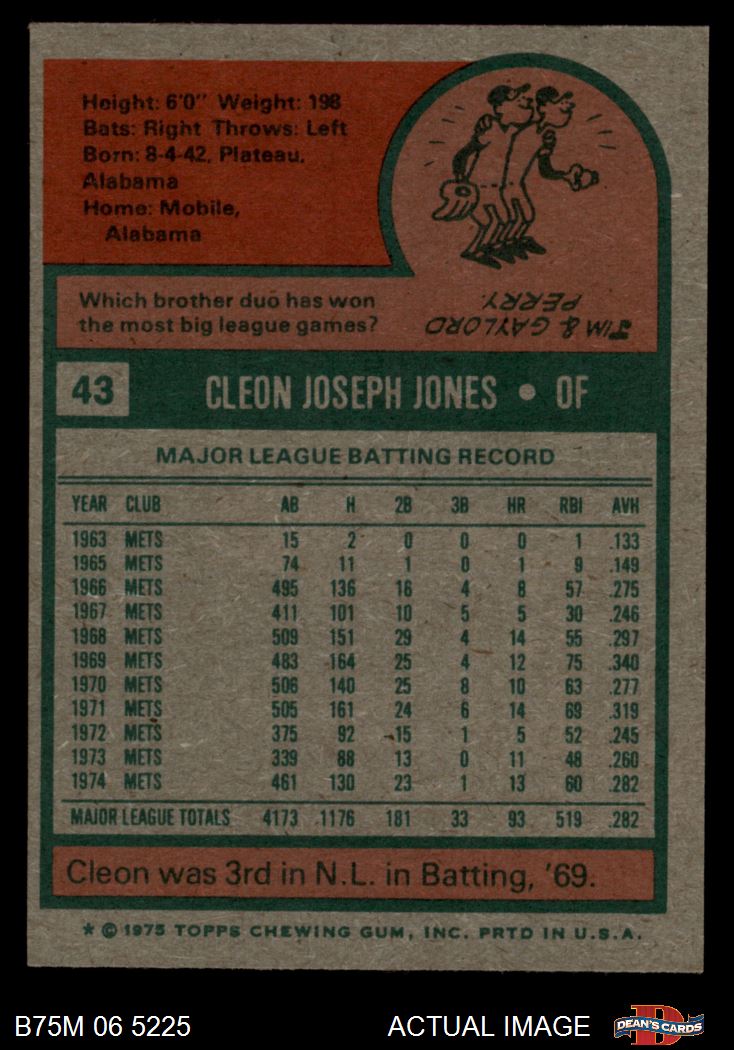 Height: 6'0" Weight: 198
Bats: Right Throws: Left
Born: 8-4-42, Plateau,
Alabama
Home: Mobile,
Alabama
Which brother duo has won
the most big league games?
JIM & GAYLORD
PERRY.
43 CLEON JOSEPH JONES • OF
MAJOR LEAGUE BATTING RECORD
YEAR CLUB AB H 2B 3B HR RBI AVH
1963 METS 15 2 0 0 0 1 .133
1965 METS 74 11 1 0 1 9 .149
1966 METS 495 136 16 4 8 57 .275
1967 METS 411 101 10 5 5 30 .246
1968 METS 509 151 29 4 14 55 .297
1969 METS 483 164 25 4 12 75 .340
1970 METS 506 140 25 8 10 63 .277
1971 METS 505 161 24 6 14 69 .319
1972 METS 375 92 15 1 5 52 .245
1973 METS 339 88 13 0 11 48 .260
1974 METS 461 130 23 1 13 60 .282
MAJOR LEAGUE TOTALS 4173 1176 181 33 93 519 .282
Cleon was 3rd in N.L. in Batting, '69.
* © 1975 TOPPS CHEWING GUM, INC. PRTD IN U.S.A.
B75M 06 5225 ACTUAL IMAGE D DEAN'S CARDS